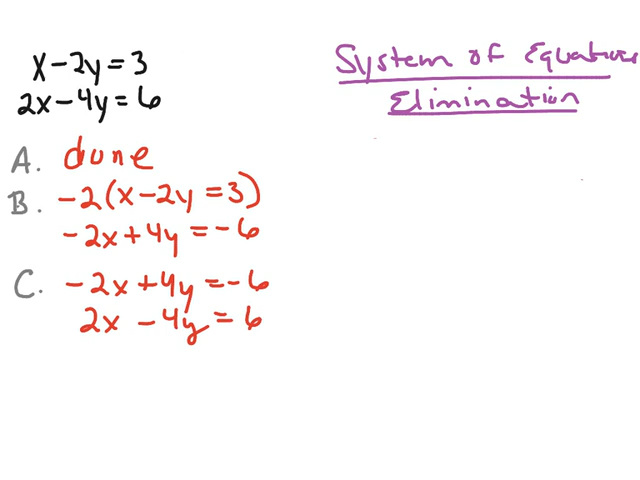 x - 2y = 3
2x - 4y = 6
System of Equations
Elimination
A. done
B. -2(x - 2y = 3)
-2x + 4y = -6
C. -2x + 4y = -6
2x - 4y = 6